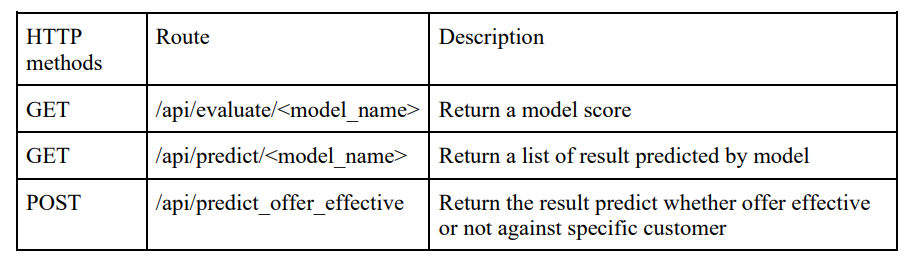 HTTP methods Route Description
GET /api/evaluate/<model_name> Return a model score
GET /api/predict/<model_name> Return a list of result predicted by model
POST /api/predict_offer_effective Return the result predict whether offer effective
or not against specific customer